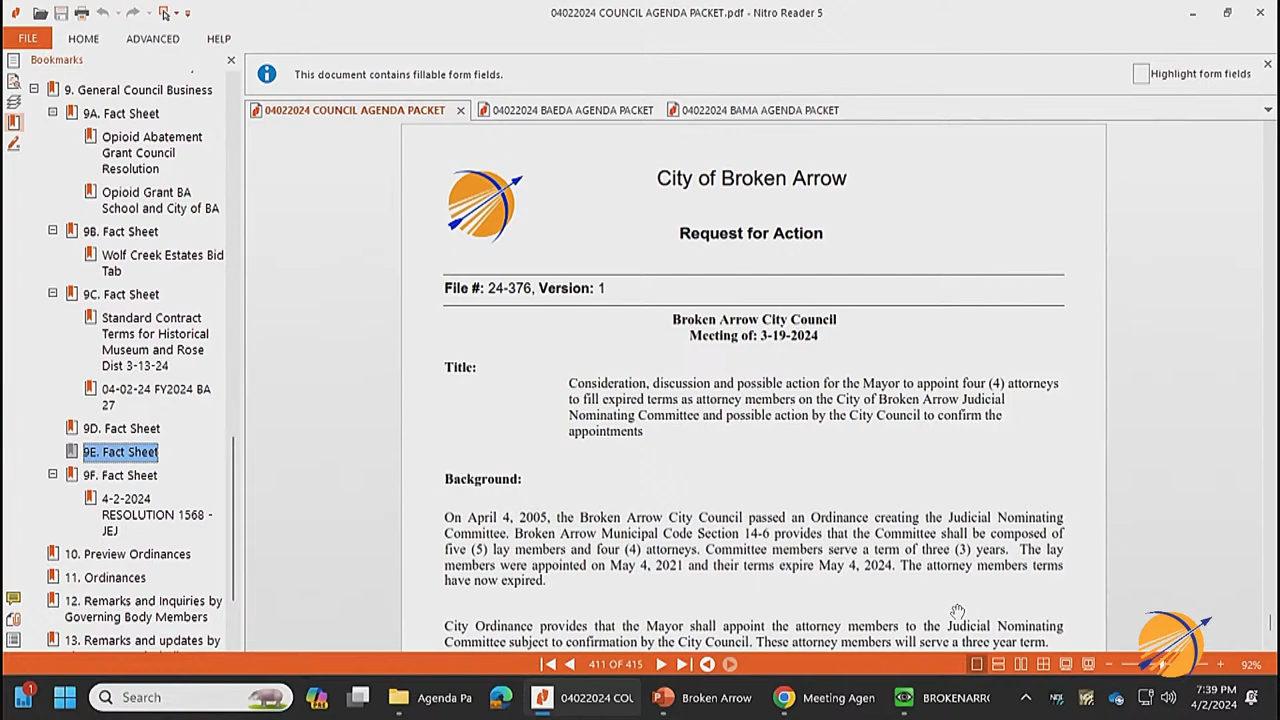 04022024 COUNCIL AGENDA PACKET.pdf - Nitro Reader 5
FILE
HOME
ADVANCED
HELP
Bookmarks
This document contains fillable form fields.
Highlight form fields
04022024 COUNCIL AGENDA PACKET
04022024 BAEDA AGENDA PACKET
04022024 BAMA AGENDA PACKET
9. General Council Business
9A. Fact Sheet
Opioid Abatement
Grant Council
Resolution
Opioid Grant BA
School and City of BA
9B. Fact Sheet
Wolf Creek Estates Bid
Tab
9C. Fact Sheet
Standard Contract
Terms for Historical
Museum and Rose
Dist 3-13-24
04-02-24 FY2024 BA
27
9D. Fact Sheet
9E. Fact Sheet
9F. Fact Sheet
4-2-2024
RESOLUTION 1568 -
JEJ
10. Preview Ordinances
11. Ordinances
12. Remarks and Inquiries by
Governing Body Members
13. Remarks and updates by
City of Broken Arrow
Request for Action
File #: 24-376, Version: 1
Broken Arrow City Council
Meeting of: 3-19-2024
Title:
Consideration, discussion and possible action for the Mayor to appoint four (4) attorneys
to fill expired terms as attorney members on the City of Broken Arrow Judicial
Nominating Committee and possible action by the City Council to confirm the
appointments
Background:
On April 4, 2005, the Broken Arrow City Council passed an Ordinance creating the Judicial Nominating
Committee. Broken Arrow Municipal Code Section 14-6 provides that the Committee shall be composed of
five (5) lay members and four (4) attorneys. Committee members serve a term of three (3) years. The lay
members were appointed on May 4, 2021 and their terms expire May 4, 2024. The attorney members terms
have now expired.
City Ordinance provides that the Mayor shall appoint the attorney members to the Judicial Nominating
Committee subject to confirmation by the City Council. These attorney members will serve a three year term.
411 OF 415
92%
1
Search
Agenda Pa
04022024 COU
Broken Arrow
Meeting Agen
BROKENARR
7:39 PM
4/2/2024